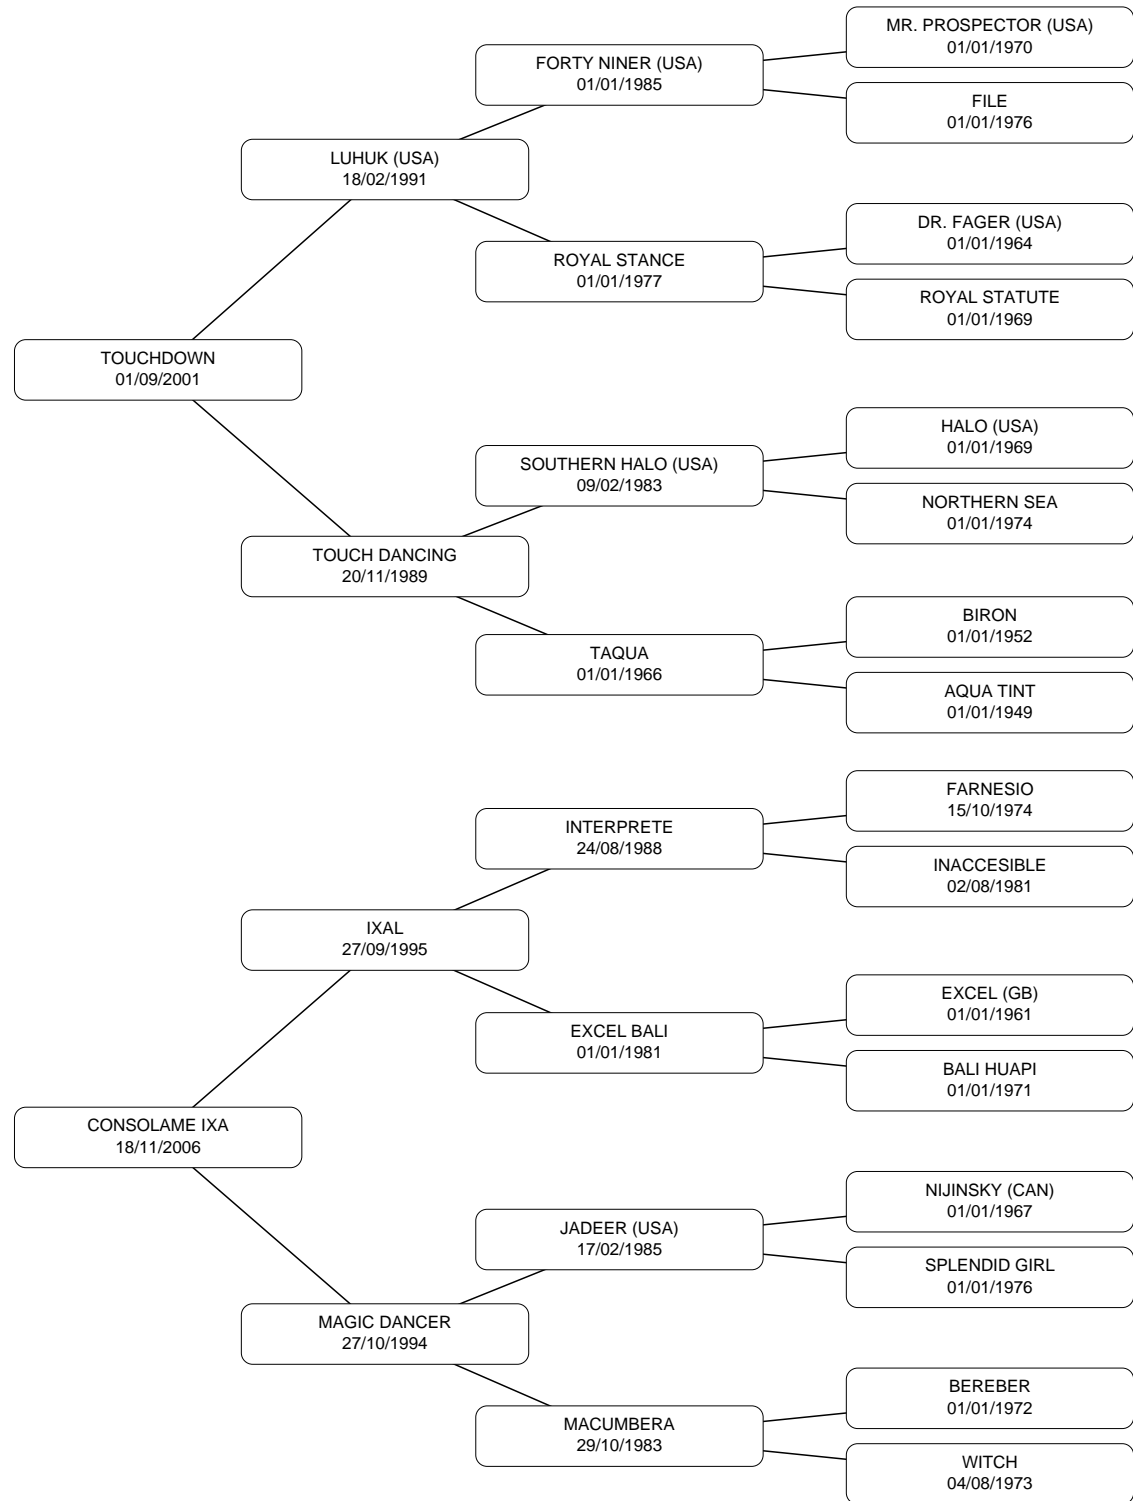 MR. PROSPECTOR (USA)
01/01/1970
FORTY NINER (USA)
01/01/1985
FILE
01/01/1976
LUHUK (USA)
18/02/1991
DR. FAGER (USA)
01/01/1964
ROYAL STANCE
01/01/1977
ROYAL STATUTE
01/01/1969
TOUCHDOWN
01/09/2001
HALO (USA)
01/01/1969
SOUTHERN HALO (USA)
09/02/1983
NORTHERN SEA
01/01/1974
TOUCH DANCING
20/11/1989
BIRON
01/01/1952
TAQUA
01/01/1966
AQUA TINT
01/01/1949
FARNESIO
15/10/1974
INTERPRETE
24/08/1988
INACCESIBLE
02/08/1981
IXAL
27/09/1995
EXCEL (GB)
01/01/1961
EXCEL BALI
01/01/1981
BALI HUAPI
01/01/1971
CONSOLAME IXA
18/11/2006
NIJINSKY (CAN)
01/01/1967
JADEER (USA)
17/02/1985
SPLENDID GIRL
01/01/1976
MAGIC DANCER
27/10/1994
BEREBER
01/01/1972
MACUMBERA
29/10/1983
WITCH
04/08/1973